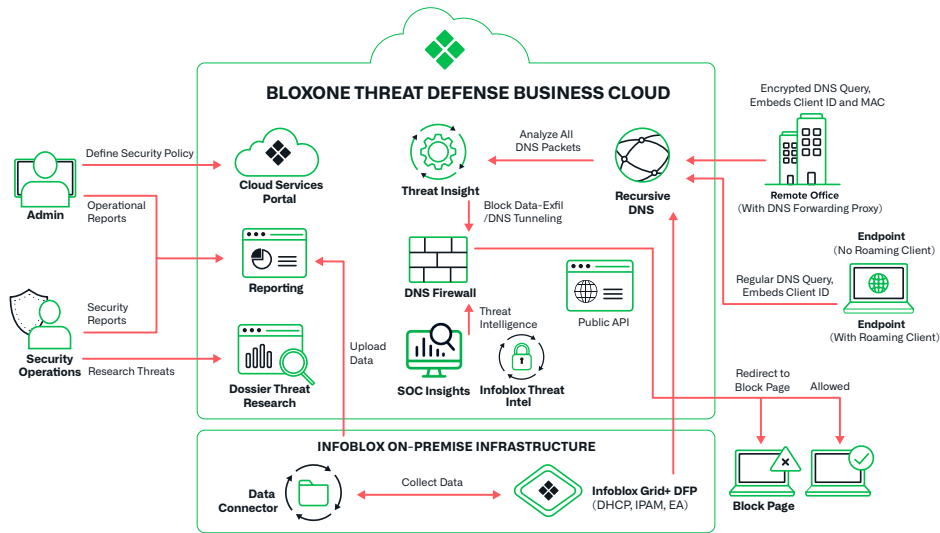 BLOXONE THREAT DEFENSE BUSINESS CLOUD
Encrypted DNS Query,
Embeds Client ID and MAC
Define Security Policy
Admin
Operational
Reports
Cloud Services
Portal
Threat Insight
Analyze All
DNS Packets
Recursive
DNS
Remote Office
(With DNS Forwarding Proxy)
Block Data-Exfil
/DNS Tunneling
Endpoint
(No Roaming Client)
Reporting
DNS Firewall
Public API
Regular DNS Query,
Embeds Client ID
Endpoint
(With Roaming Client)
Security
Reports
Security
Operations
Research Threats
Dossier Threat
Research
Upload
Data
Threat
Intelligence
SOC Insights
Infoblox Threat
Intel
Redirect to
Block Page
Allowed
INFOBLOX ON-PREMISE INFRASTRUCTURE
Data
Connector
Collect Data
Infoblox Grid+ DFP
(DHCP, IPAM, EA)
Block Page